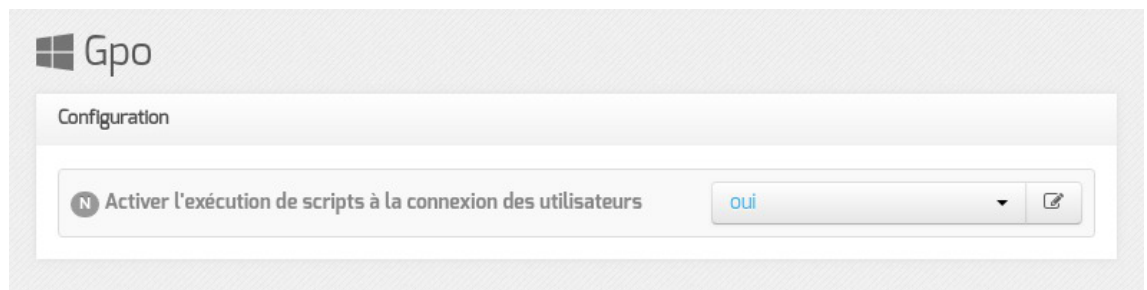 Gpo
Configuration
N Activer l'exécution de scripts à la connexion des utilisateurs oui